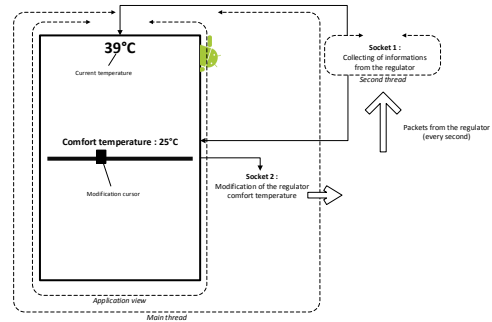 39°C
Current temperature
Socket 1 :
Collecting of informations
from the regulator
Second thread
Packets from the regulator
(every second)
Comfort temperature : 25°C
Modification cursor
Socket 2 :
Modification of the regulator
comfort temperature
Application view
Main thread